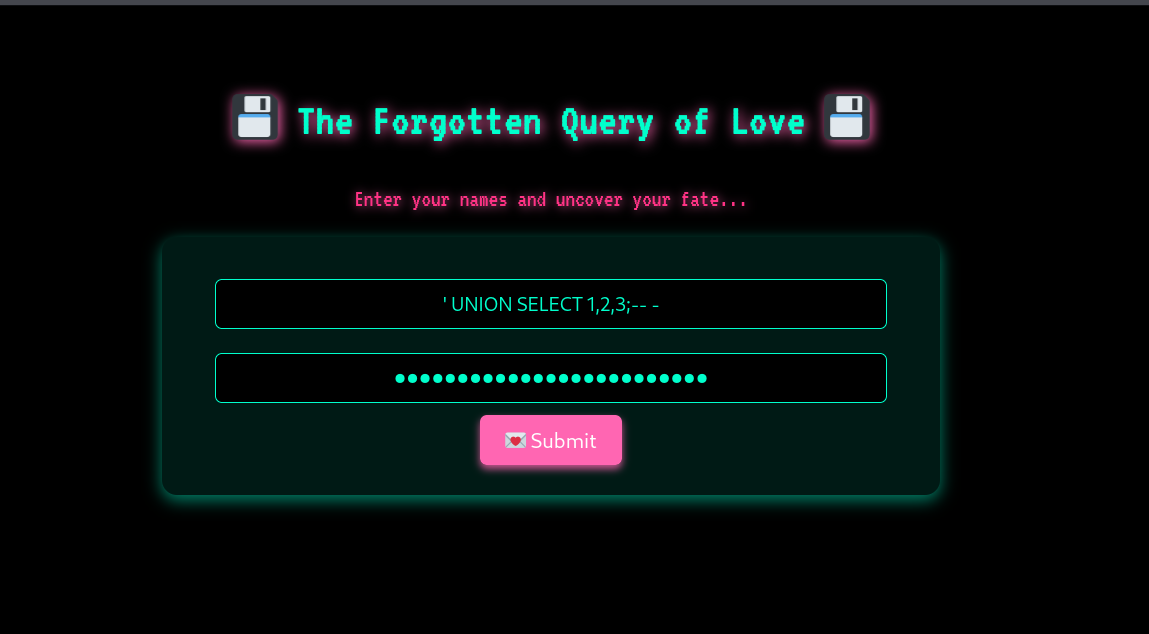 The Forgotten Query of Love
Enter your names and uncover your fate...
' UNION SELECT 1,2,3;-- -
●●●●●●●●●●●●●●●●●●●●●●●●●
Submit